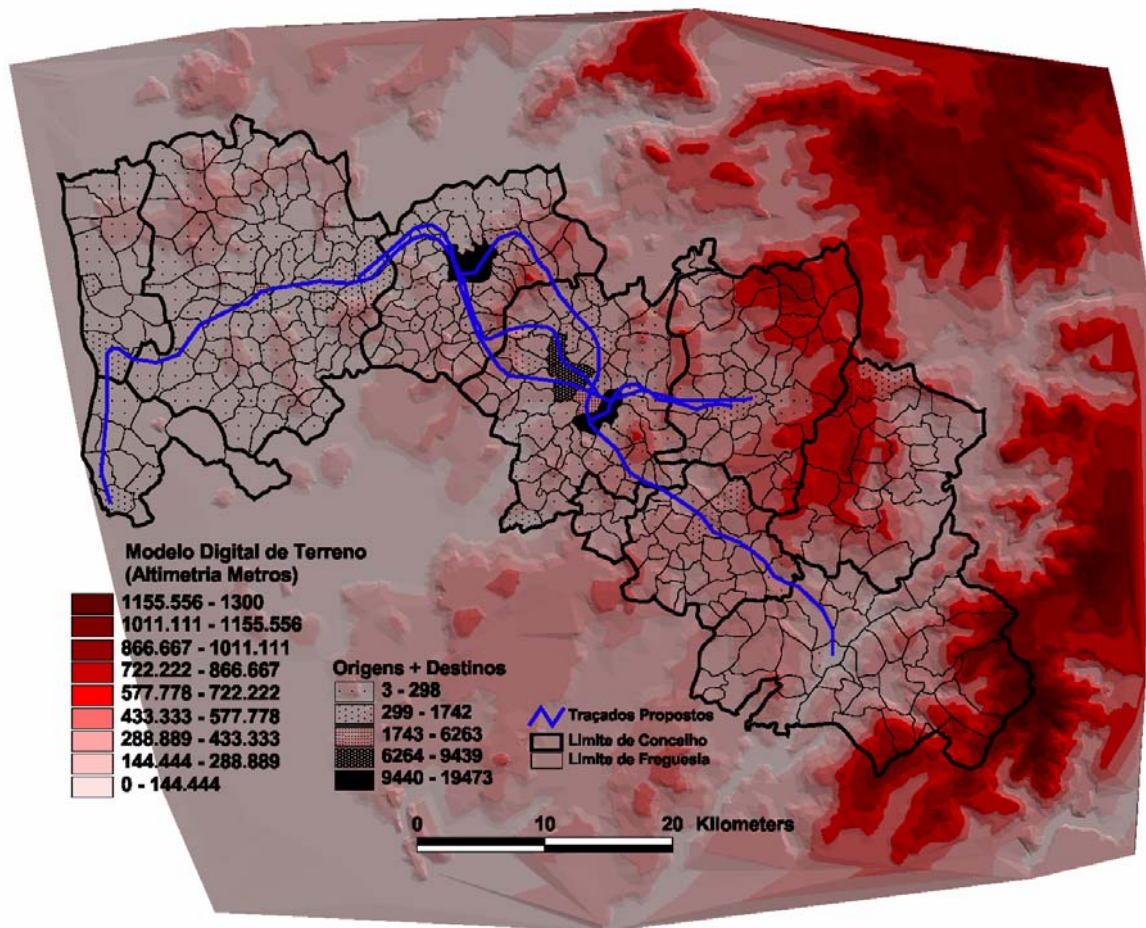 Modelo Digital de Terreno
(Altimetria Metros)
1155.556 - 1300
1011.111 - 1155.556
866.667 - 1011.111
722.222 - 866.667
577.778 - 722.222
433.333 - 577.778
288.889 - 433.333
144.444 - 288.889
0 - 144.444
Origens + Destinos
3 - 298
299 - 1742
1743 - 6263
6264 - 9439
9440 - 19473
Traçados Propostos
Limite de Concelho
Limite de Freguesia
0 10 20 Kilometers